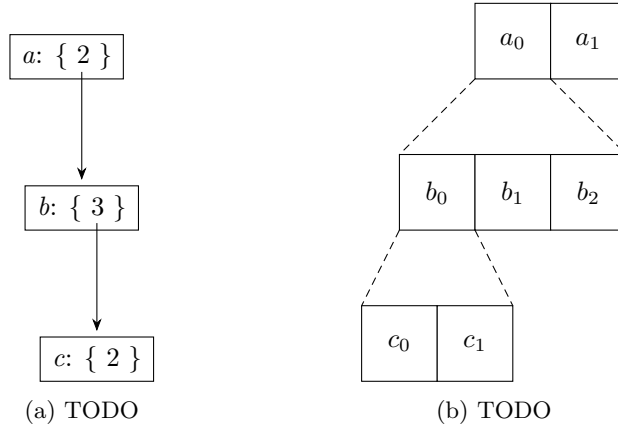 a: { 2 }
b: { 3 }
c: { 2 }
(a) TODO
a₀ a₁
b₀ b₁ b₂
c₀ c₁
(b) TODO